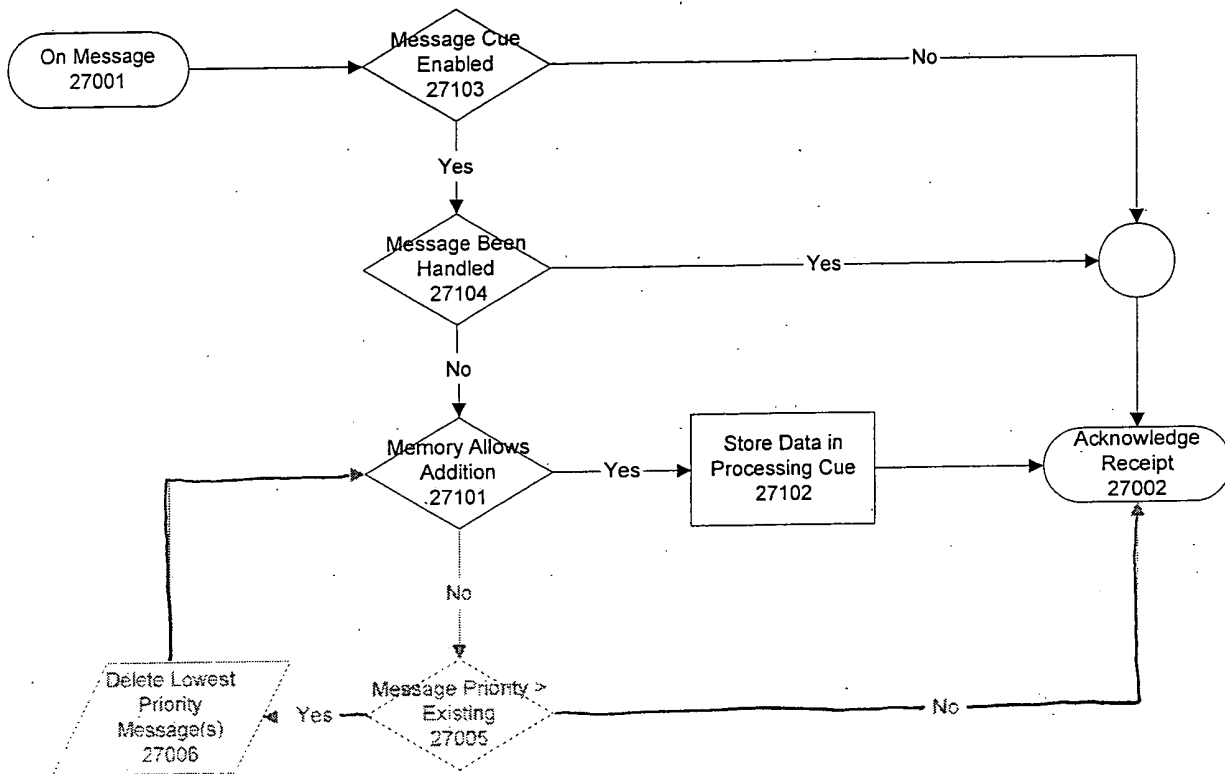 On Message
27001
Message Cue
Enabled
27103
No
Yes
Message Been
Handled
27104
Yes
No
Memory Allows
Addition
27101
Yes
Store Data in
Processing Cue
27102
Acknowledge
Receipt
27002
No
Delete Lowest
Priority
Message(s)
27006
Yes
Message Priority >
Existing
27005
No